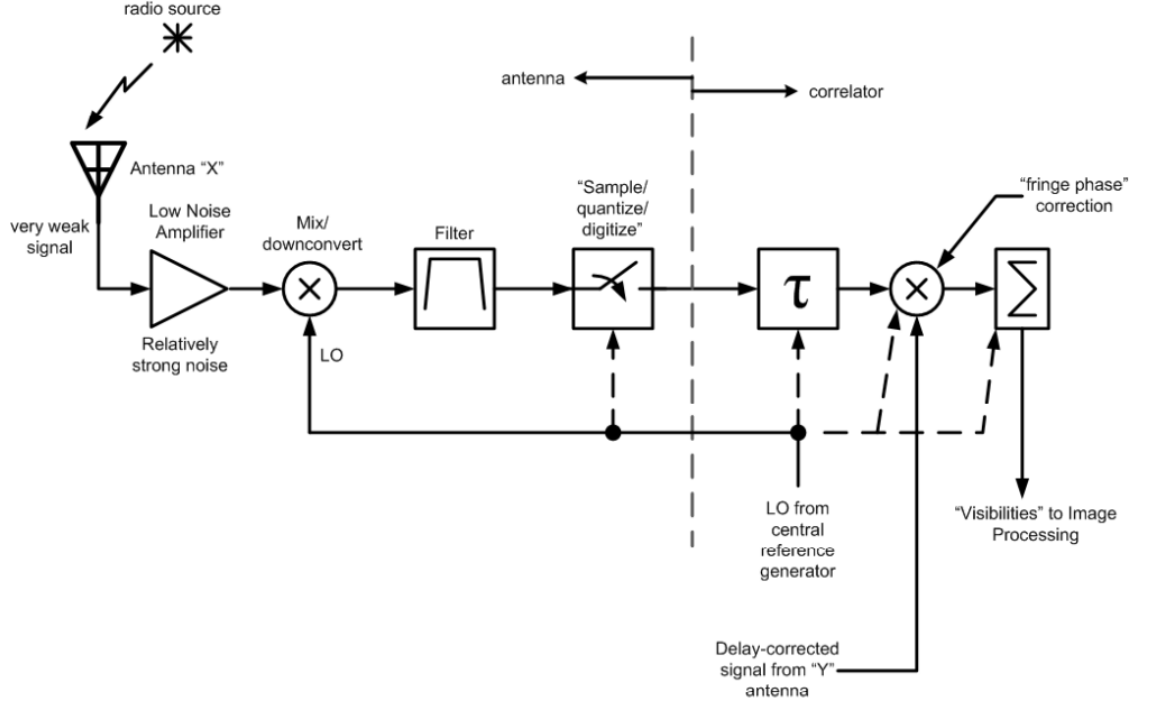 radio source
antenna
correlator
Antenna “X”
“Sample/
quantize/
digitize”
“fringe phase”
correction
very weak
signal
Low Noise
Amplifier
Mix/
downconvert
Filter
τ
Σ
Relatively
strong noise
LO
LO from
central
reference
generator
“Visibilities” to Image
Processing
Delay-corrected
signal from “Y”
antenna